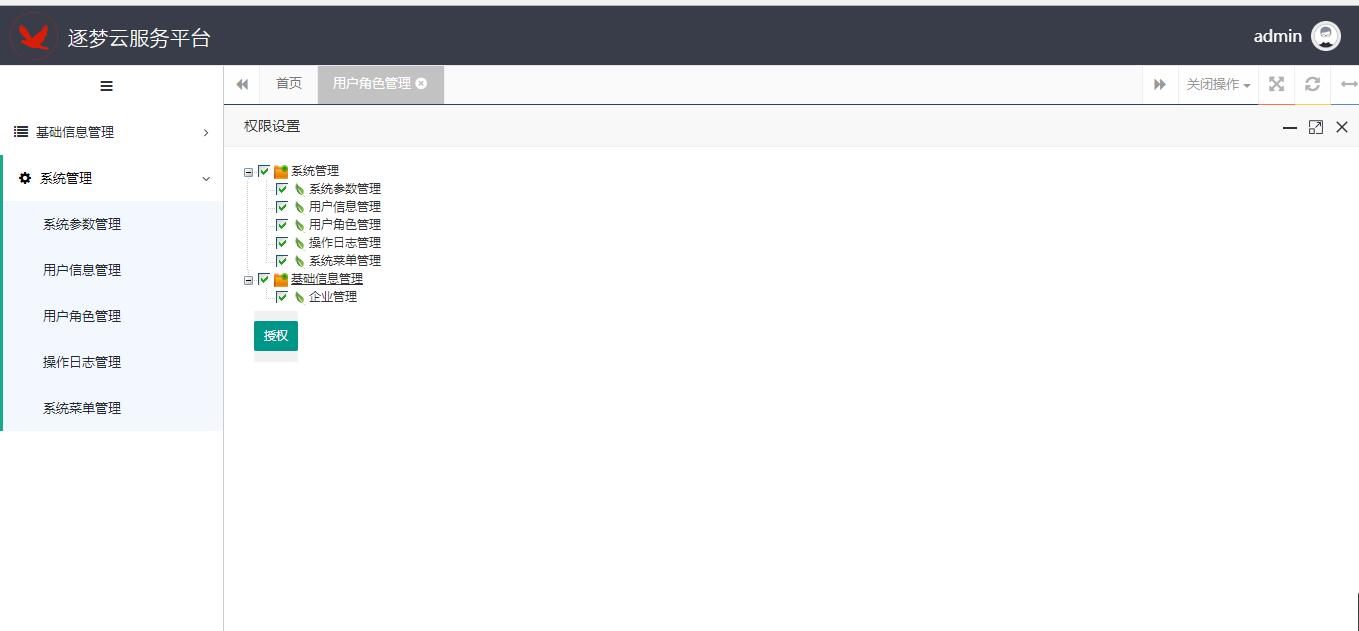 逐梦云服务平台
admin
首页
用户角色管理
关闭操作
基础信息管理
系统管理
系统参数管理
用户信息管理
用户角色管理
操作日志管理
系统菜单管理
权限设置
系统管理
系统参数管理
用户信息管理
用户角色管理
操作日志管理
系统菜单管理
基础信息管理
企业管理
授权